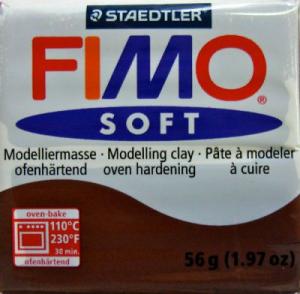 STAEDTLER
FIMO®
SOFT
Modelliermasse · Modelling clay · Pâte à modeler
ofenhärtend oven hardening à cuire
oven-bake
110°C
230°F
30 min.
ofenhärtend
56 g (1.97 oz)